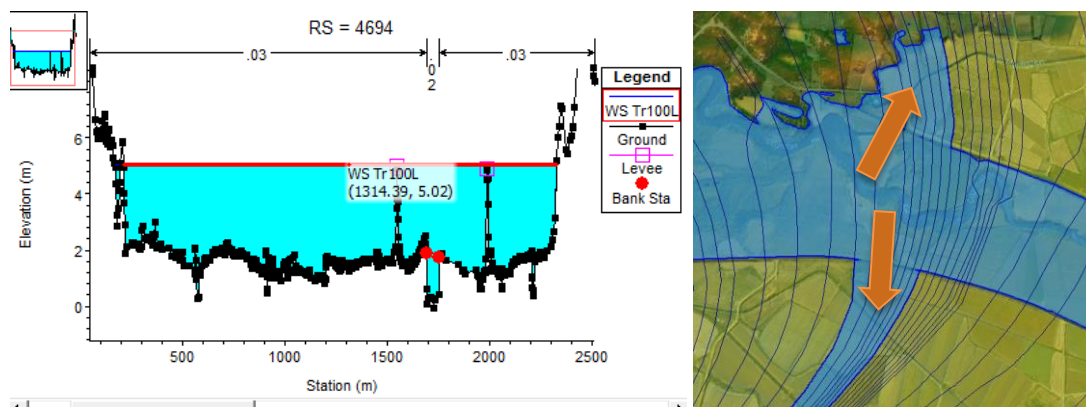 RS = 4694
.03
.
0
2
.03
Legend
WS Tr100L
Ground
Levee
Bank Sta
WS Tr100L
(1314.39, 5.02)
Elevation (m)
6
4
2
0
500
1000
1500
2000
2500
Station (m)